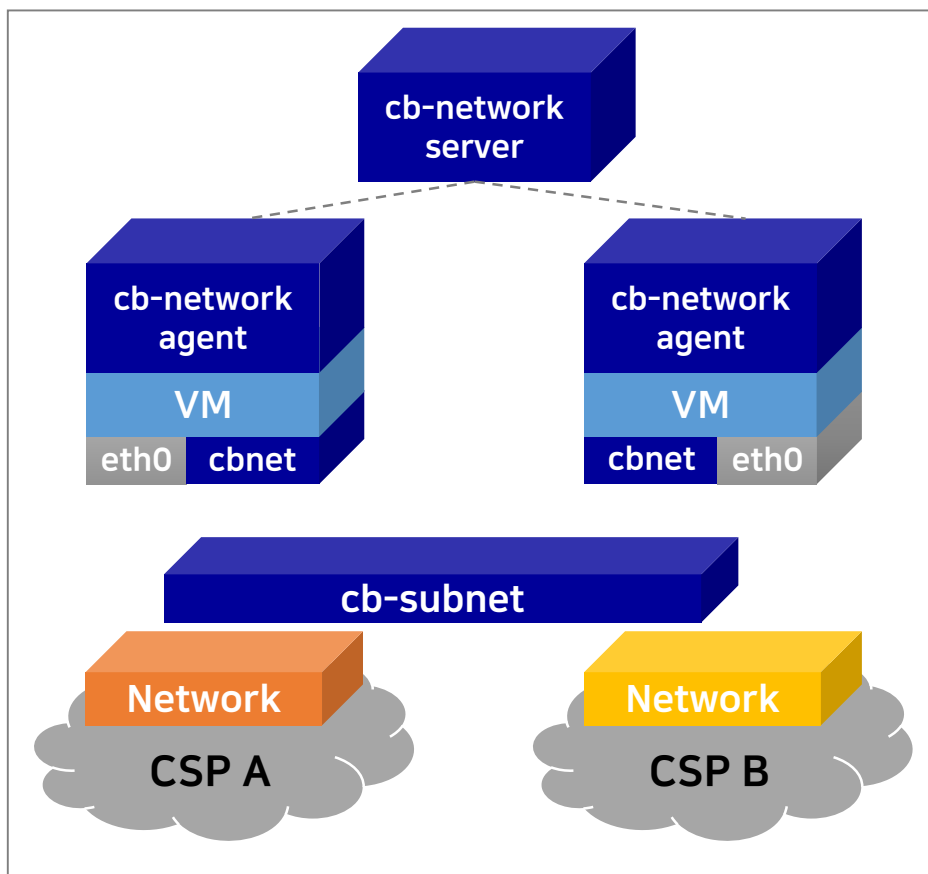 cb-network
server
cb-network
agent
VM
eth0 cbnet
cb-network
agent
VM
cbnet eth0
cb-subnet
Network
CSP A
Network
CSP B